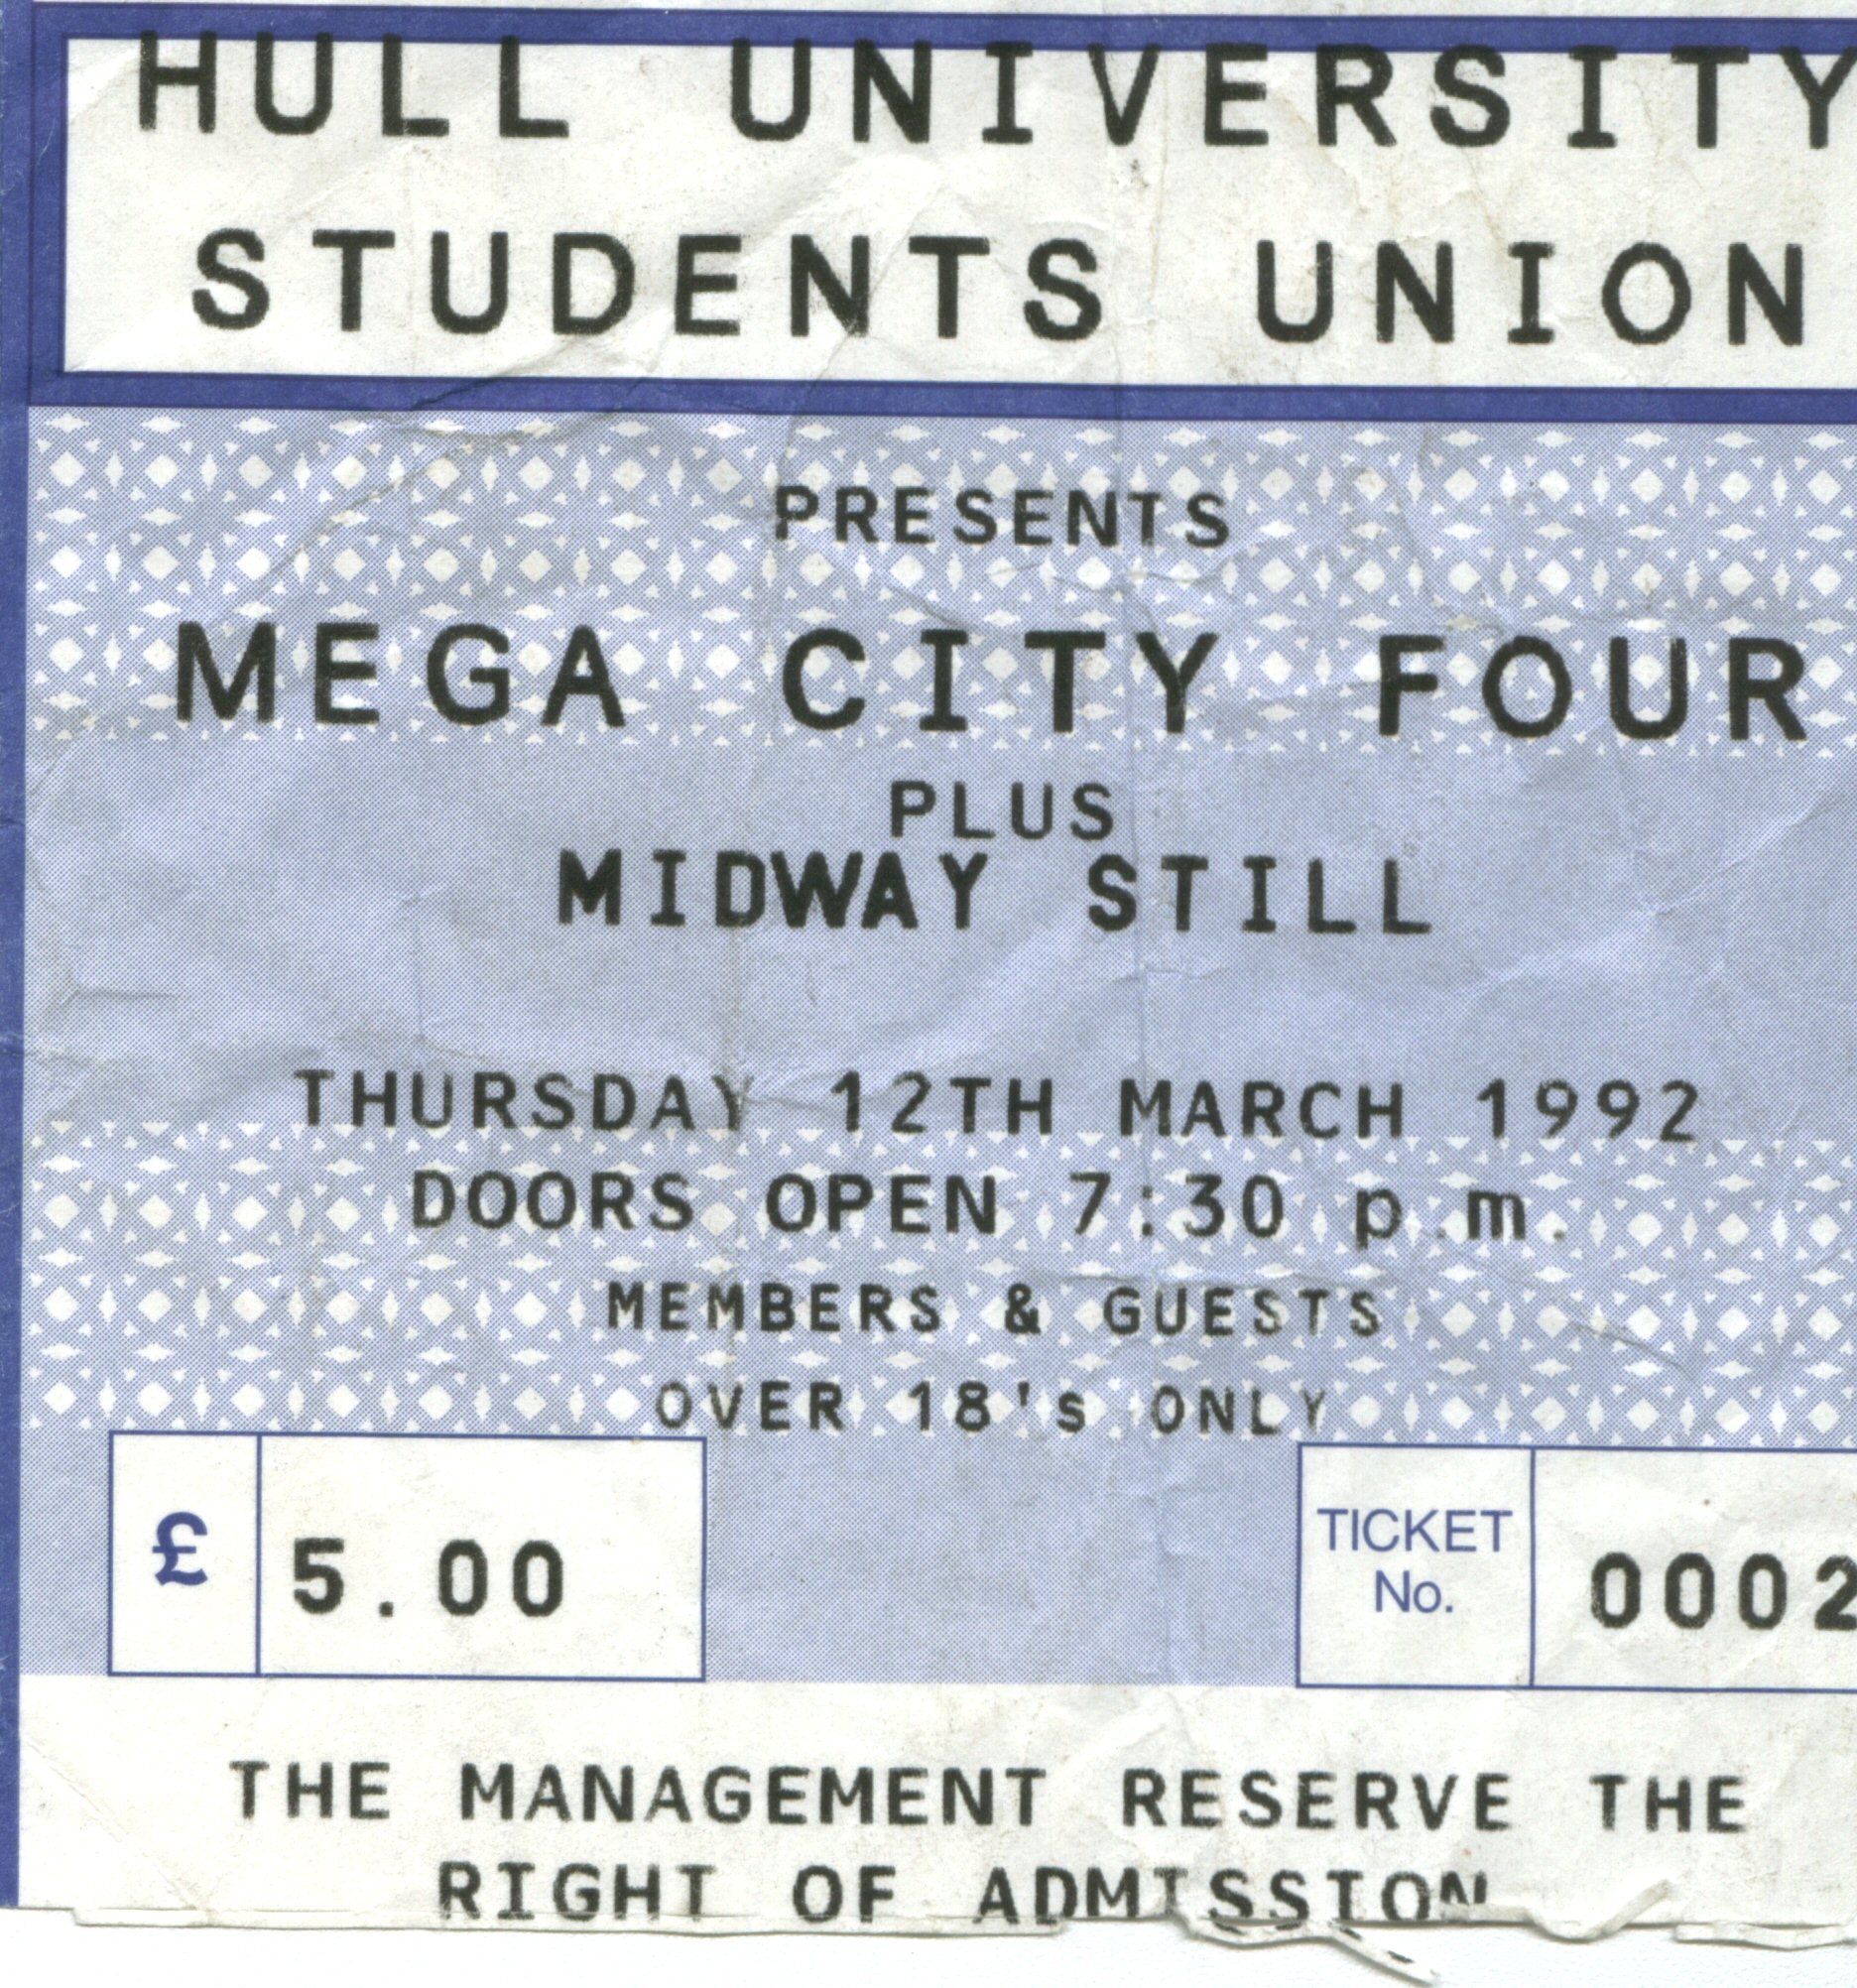 HULL UNIVERSITY
STUDENTS UNION
PRESENTS
MEGA CITY FOUR
PLUS
MIDWAY STILL
THURSDAY 12TH MARCH 1992
DOORS OPEN 7:30 p.m.
MEMBERS & GUESTS
OVER 18's ONLY
£ 5.00
TICKET
No.
0002
THE MANAGEMENT RESERVE THE
RIGHT OF ADMISSION